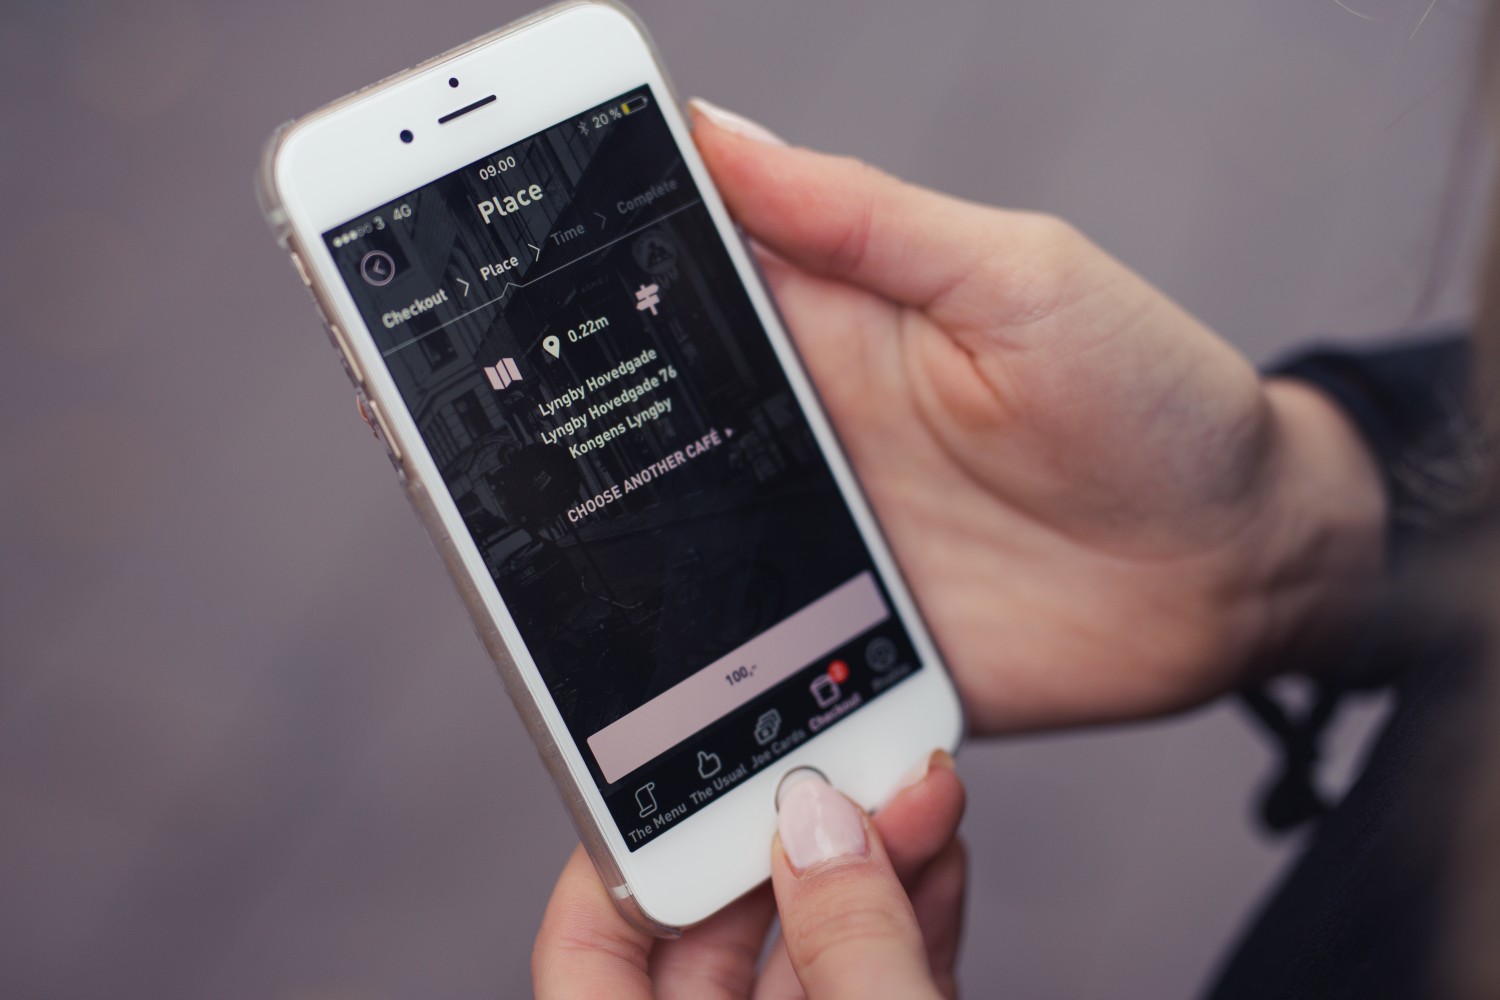 3 4G
09.00
20 %
Place
Checkout
Place
Time
Complete
0.22m
Lyngby Hovedgade
Lyngby Hovedgade 76
Kongens Lyngby
CHOOSE ANOTHER CAFÉ
100,-
The Menu
The Usual
Joe Cards
Checkout